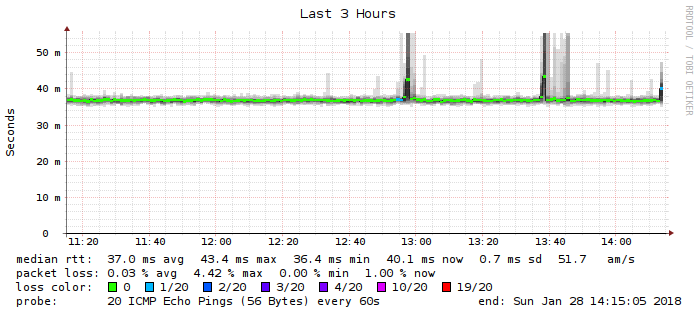 Last 3 Hours
RRDTOOL / TOBI OETIKER
Seconds
50 m
40 m
30 m
20 m
10 m
0
11:20 11:40 12:00 12:20 12:40 13:00 13:20 13:40 14:00
median rtt: 37.0 ms avg 43.4 ms max 36.4 ms min 40.1 ms now 0.7 ms sd 51.7 am/s
packet loss: 0.03 % avg 4.42 % max 0.00 % min 1.00 % now
loss color: 0 1/20 2/20 3/20 4/20 10/20 19/20
probe: 20 ICMP Echo Pings (56 Bytes) every 60s end: Sun Jan 28 14:15:05 2018